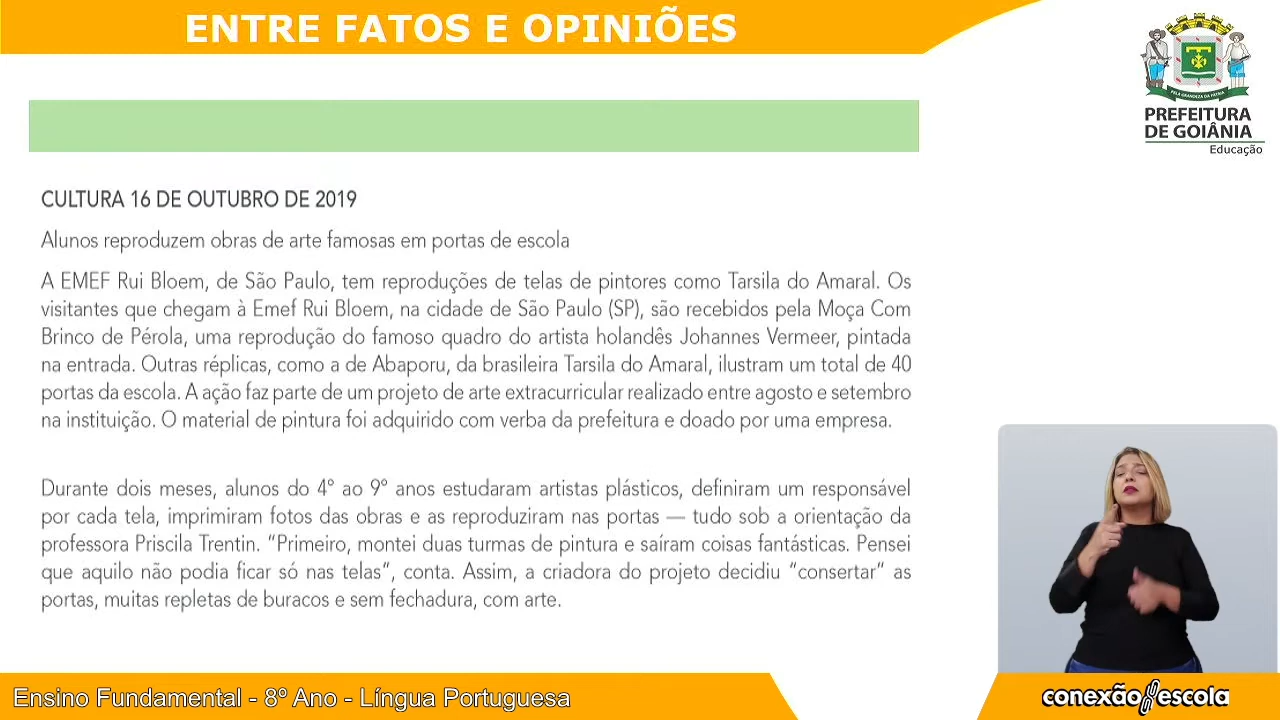 ENTRE FATOS E OPINIÕES
PELA GRANDEZA DA PÁTRIA
PREFEITURA
DE GOIÂNIA
Educação
CULTURA 16 DE OUTUBRO DE 2019
Alunos reproduzem obras de arte famosas em portas de escola
A EMEF Rui Bloem, de São Paulo, tem reproduções de telas de pintores como Tarsila do Amaral. Os
visitantes que chegam à Emef Rui Bloem, na cidade de São Paulo (SP), são recebidos pela Moça Com
Brinco de Pérola, uma reprodução do famoso quadro do artista holandês Johannes Vermeer, pintada
na entrada. Outras réplicas, como a de Abaporu, da brasileira Tarsila do Amaral, ilustram um total de 40
portas da escola. A ação faz parte de um projeto de arte extracurricular realizado entre agosto e setembro
na instituição. O material de pintura foi adquirido com verba da prefeitura e doado por uma empresa.
Durante dois meses, alunos do 4° ao 9° anos estudaram artistas plásticos, definiram um responsável
por cada tela, imprimiram fotos das obras e as reproduziram nas portas — tudo sob a orientação da
professora Priscila Trentin. “Primeiro, montei duas turmas de pintura e saíram coisas fantásticas. Pensei
que aquilo não podia ficar só nas telas”, conta. Assim, a criadora do projeto decidiu “consertar” as
portas, muitas repletas de buracos e sem fechadura, com arte.
Ensino Fundamental - 8º Ano - Língua Portuguesa
conexão escola